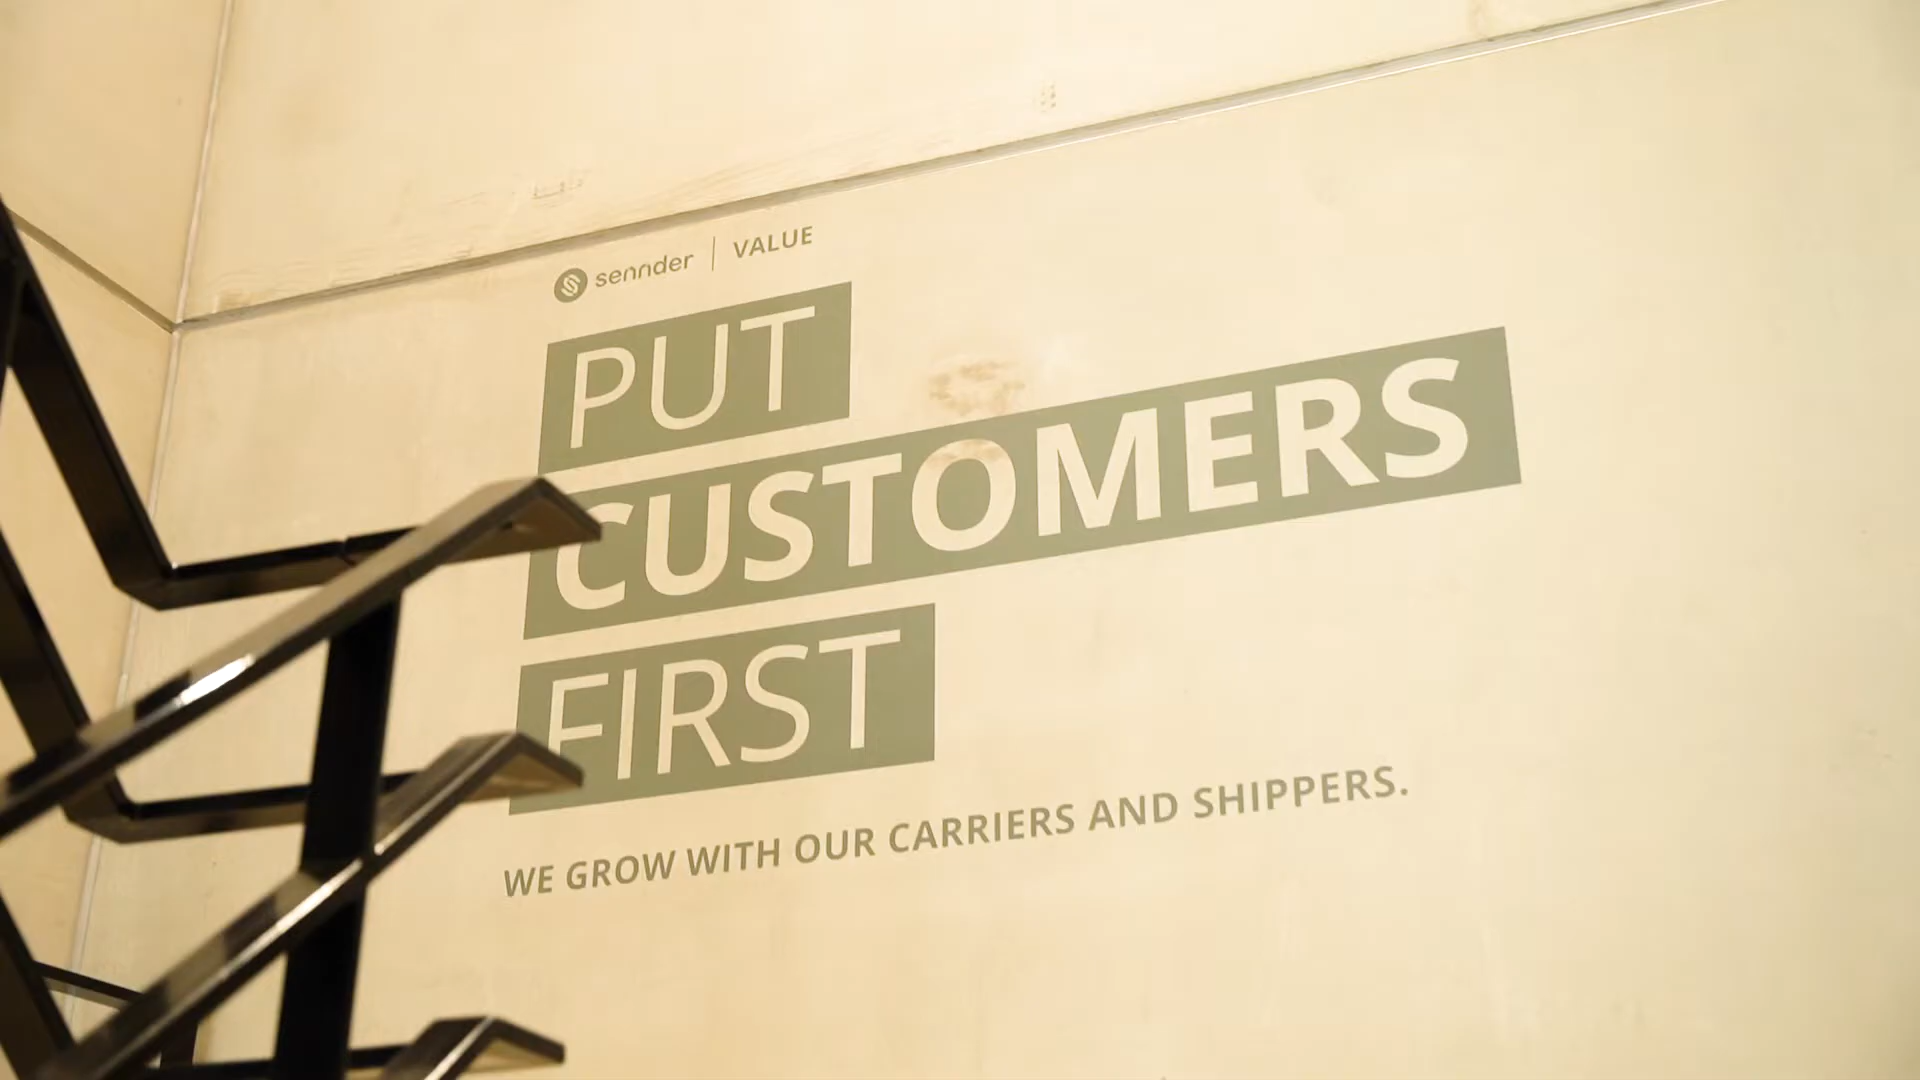 sennder | VALUE
PUT
CUSTOMERS
FIRST
WE GROW WITH OUR CARRIERS AND SHIPPERS.